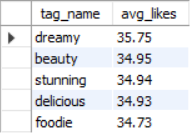 tag_name avg_likes
dreamy 35.75
beauty 34.95
stunning 34.94
delicious 34.93
foodie 34.73